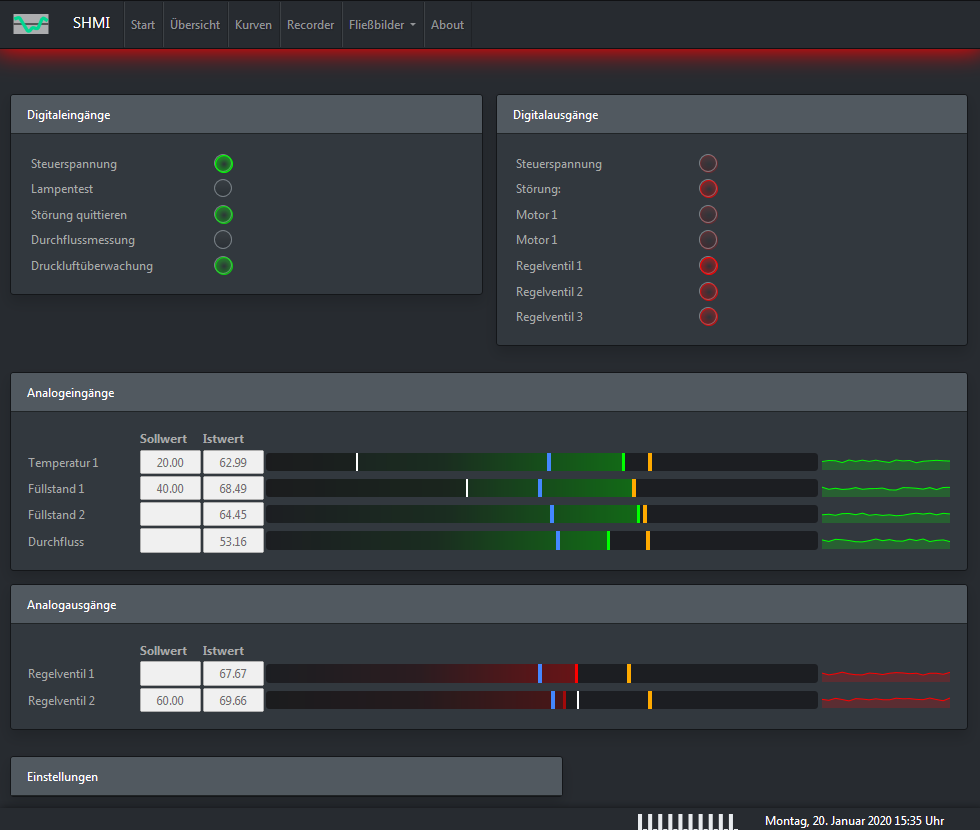 SHMI Start Übersicht Kurven Recorder Fließbilder About
Digitaleingänge
Steuerspannung
Lampentest
Störung quittieren
Durchflussmessung
Druckluftüberwachung
Digitalausgänge
Steuerspannung
Störung:
Motor 1
Motor 1
Regelventil 1
Regelventil 2
Regelventil 3
Analogeingänge
Sollwert Istwert
Temperatur 1 20.00 62.99
Füllstand 1 40.00 68.49
Füllstand 2 64.45
Durchfluss 53.16
Analogausgänge
Sollwert Istwert
Regelventil 1 67.67
Regelventil 2 60.00 69.66
Einstellungen
Montag, 20. Januar 2020 15:35 Uhr